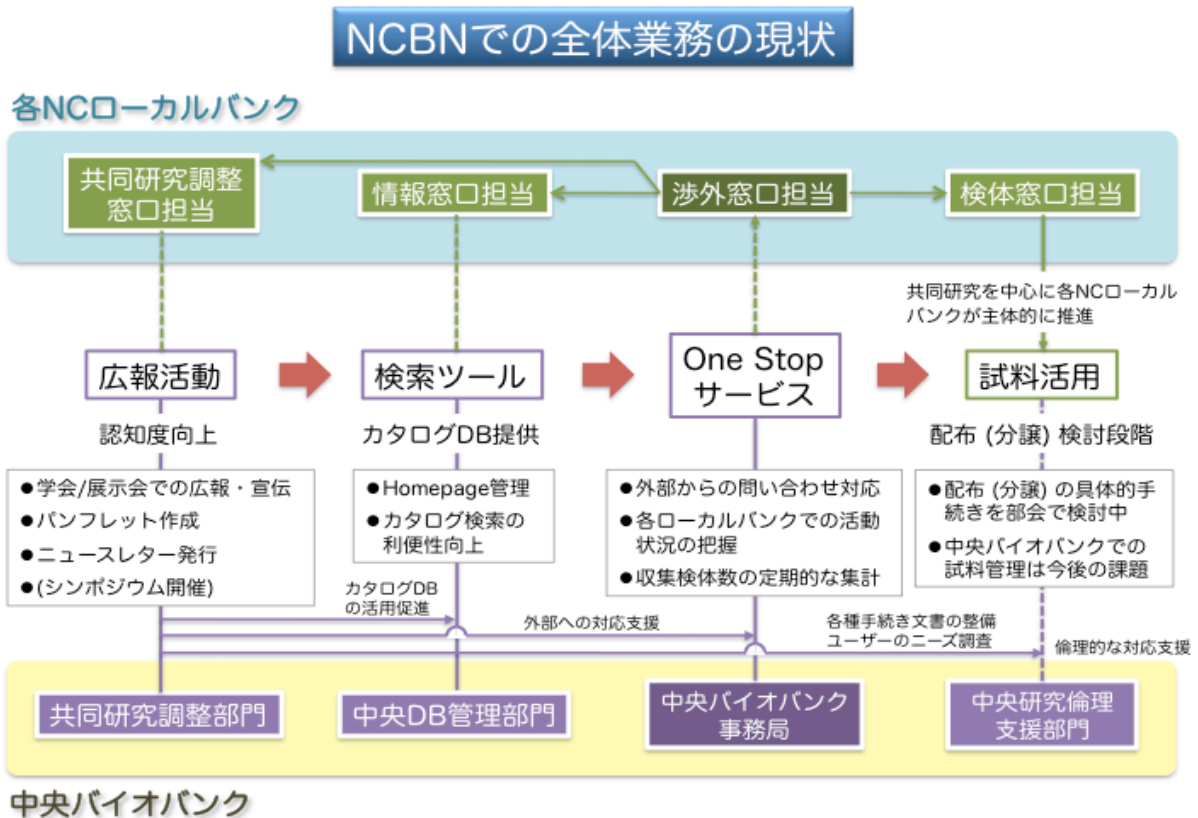 NCBNでの全体業務の現状
各NCローカルバンク
共同研究調整
窓口担当
情報窓口担当
渉外窓口担当
検体窓口担当
共同研究を中心に各NCローカル
バンクが主体的に推進
広報活動
検索ツール
One Stop
サービス
試料活用
認知度向上
カタログDB提供
配布 (分譲) 検討段階
●学会/展示会での広報・宣伝
●パンフレット作成
●ニュースレター発行
●(シンポジウム開催)
●Homepage管理
●カタログ検索の
利便性向上
●外部からの問い合わせ対応
●各ローカルバンクでの活動
状況の把握
●収集検体数の定期的な集計
●配布 (分譲) の具体的手
続きを部会で検討中
●中央バイオバンクでの
試料管理は今後の課題
カタログDB
の活用促進
外部への対応支援
各種手続き文書の整備
ユーザーのニーズ調査
倫理的な対応支援
共同研究調整部門
中央DB管理部門
中央バイオバンク
事務局
中央研究倫理
支援部門
中央バイオバンク